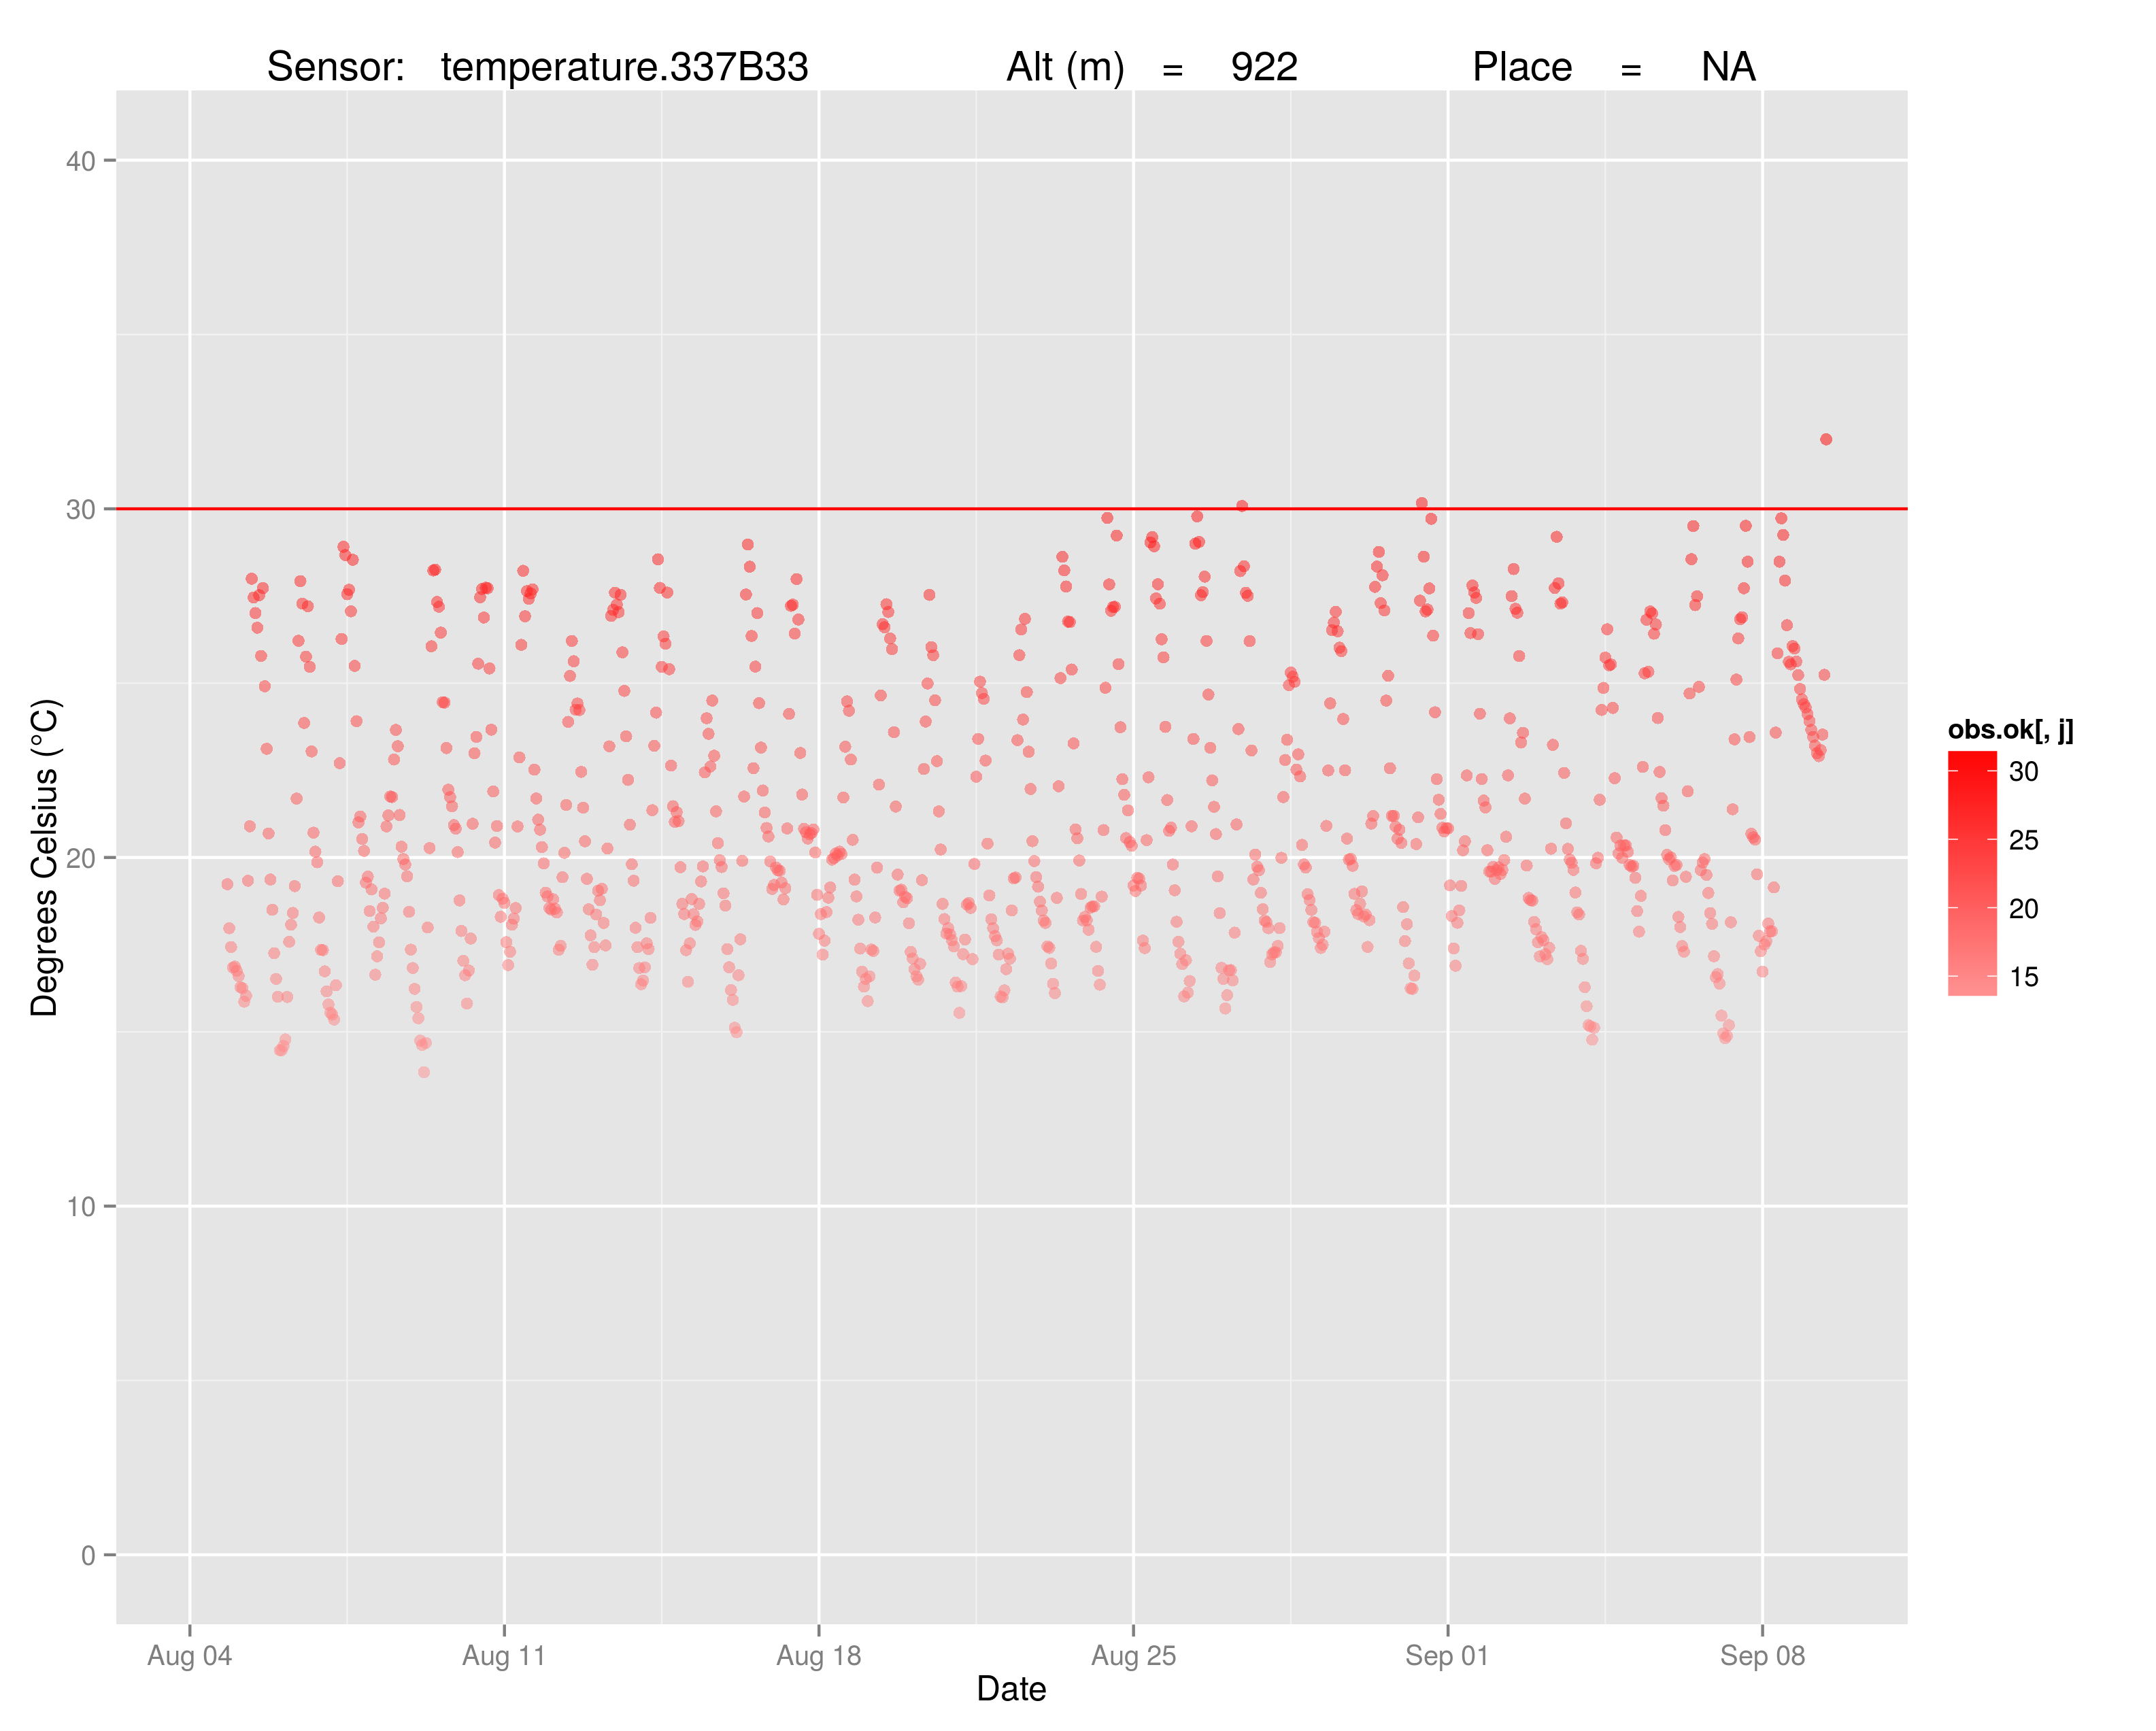 Sensor: temperature.337B33 Alt (m) = 922 Place = NA
40
30
20
10
0
Degrees Celsius (°C)
Aug 04 Aug 11 Aug 18 Aug 25 Sep 01 Sep 08
Date
obs.ok[, j]
30
25
20
15